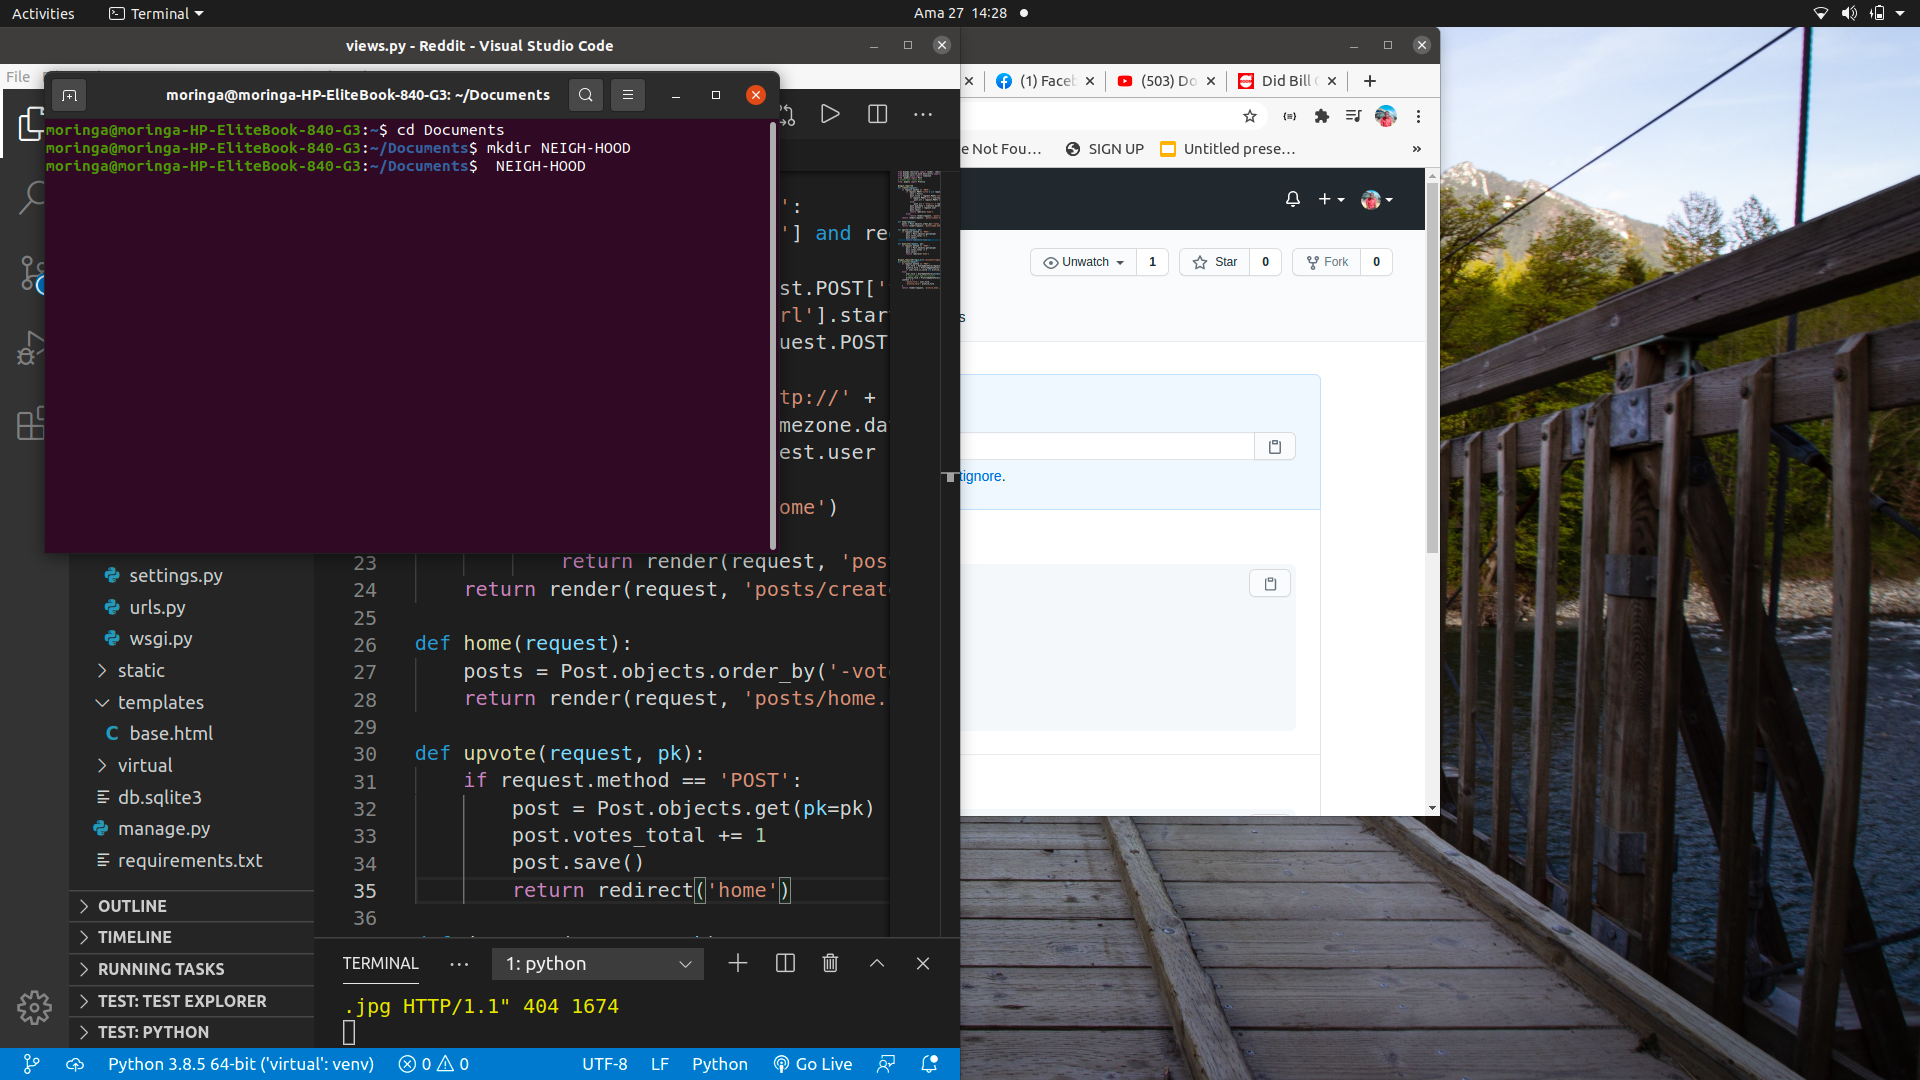 Activities
Terminal
Ama 27 14:28
views.py - Reddit - Visual Studio Code
File
moringa@moringa-HP-EliteBook-840-G3: ~/Documents
moringa@moringa-HP-EliteBook-840-G3:~$ cd Documents
moringa@moringa-HP-EliteBook-840-G3:~/Documents$ mkdir NEIGH-HOOD
moringa@moringa-HP-EliteBook-840-G3:~/Documents$  NEIGH-HOOD
':
'] and re
st.POST['
rl'].star
uest.POST
tp://' +
mezone.da
est.user
ome')
23 return render(request, 'pos
24 return render(request, 'posts/creat
25
26 def home(request):
27 posts = Post.objects.order_by('-vot
28 return render(request, 'posts/home.
29
30 def upvote(request, pk):
31 if request.method == 'POST':
32 post = Post.objects.get(pk=pk)
33 post.votes_total += 1
34 post.save()
35 return redirect('home')
36
settings.py
urls.py
wsgi.py
static
templates
base.html
virtual
db.sqlite3
manage.py
requirements.txt
OUTLINE
TIMELINE
RUNNING TASKS
TEST: TEST EXPLORER
TEST: PYTHON
TERMINAL
1: python
.jpg HTTP/1.1" 404 1674
Python 3.8.5 64-bit ('virtual': venv)
0 0
UTF-8
LF
Python
Go Live
(1) Faceb
(503) Do
Did Bill
e Not Fou…
SIGN UP
Untitled prese…
»
Unwatch 1
Star 0
Fork 0
s
tignore.